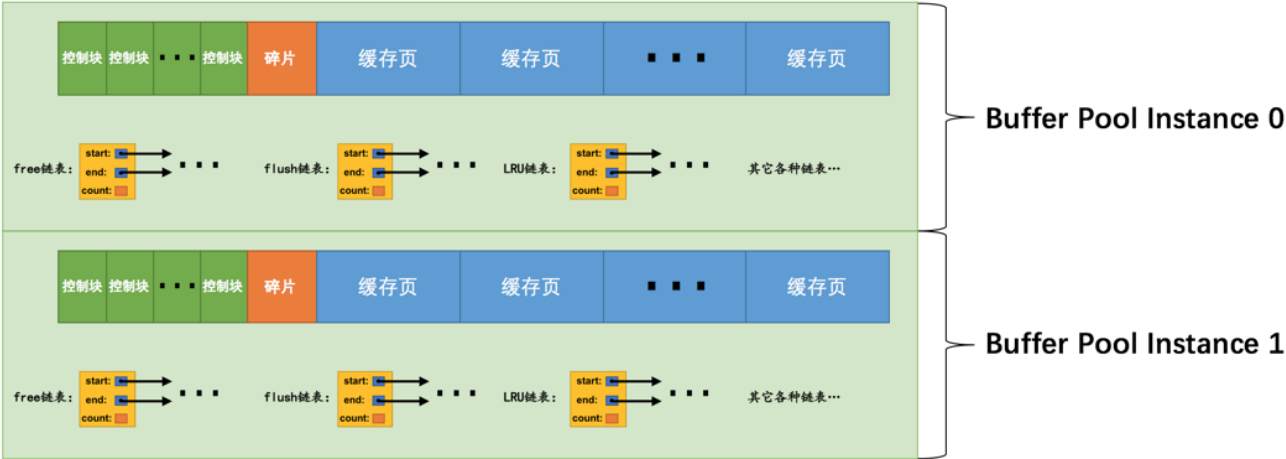 控制块 控制块 ··· 控制块 碎片 缓存页 缓存页 ··· 缓存页
Buffer Pool Instance 0
free链表: start: end: count: ··· flush链表: start: end: count: ··· LRU链表: start: end: count: ··· 其它各种链表…
控制块 控制块 ··· 控制块 碎片 缓存页 缓存页 ··· 缓存页
Buffer Pool Instance 1
free链表: start: end: count: ··· flush链表: start: end: count: ··· LRU链表: start: end: count: ··· 其它各种链表…